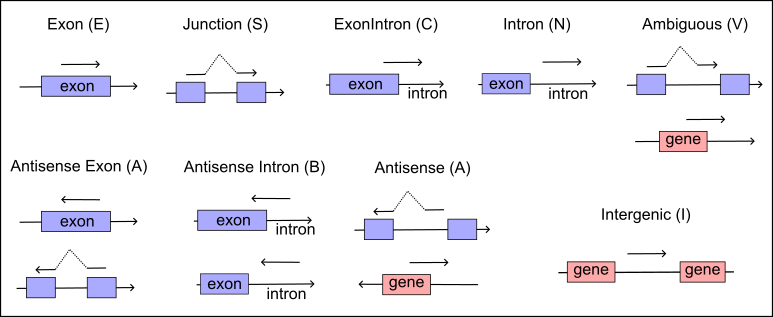 Exon (E)
Junction (S)
ExonIntron (C)
Intron (N)
Ambiguous (V)
exon
exon
intron
exon
intron
gene
Antisense Exon (A)
Antisense Intron (B)
Antisense (A)
exon
exon
intron
Intergenic (I)
exon
intron
gene
gene
gene